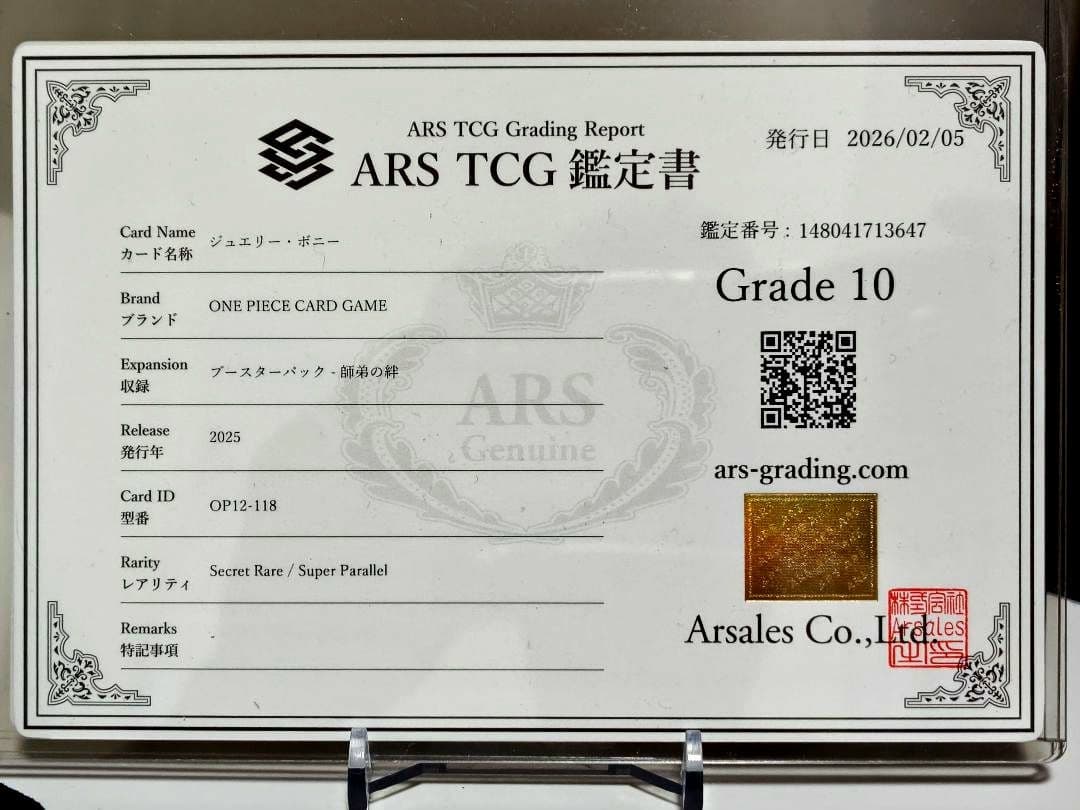 ARS TCG Grading Report
ARS TCG 鑑定書
発行日 2026/02/05
鑑定番号 : 148041713647
Grade 10
Card Name
カード名称
ジュエリー・ボニー
Brand
ブランド
ONE PIECE CARD GAME
Expansion
収録
ブースターパック - 師弟の絆
Release
発行年
2025
Card ID
型番
OP12-118
Rarity
レアリティ
Secret Rare / Super Parallel
Remarks
特記事項
ARS
Genuine
ars-grading.com
Arsales Co.,Ltd.
株式会社
Arsales